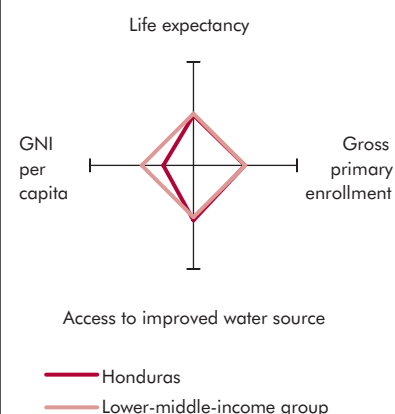 Life expectancy
GNI
per
capita
Gross
primary
enrollment
Access to improved water source
Honduras
Lower-middle-income group